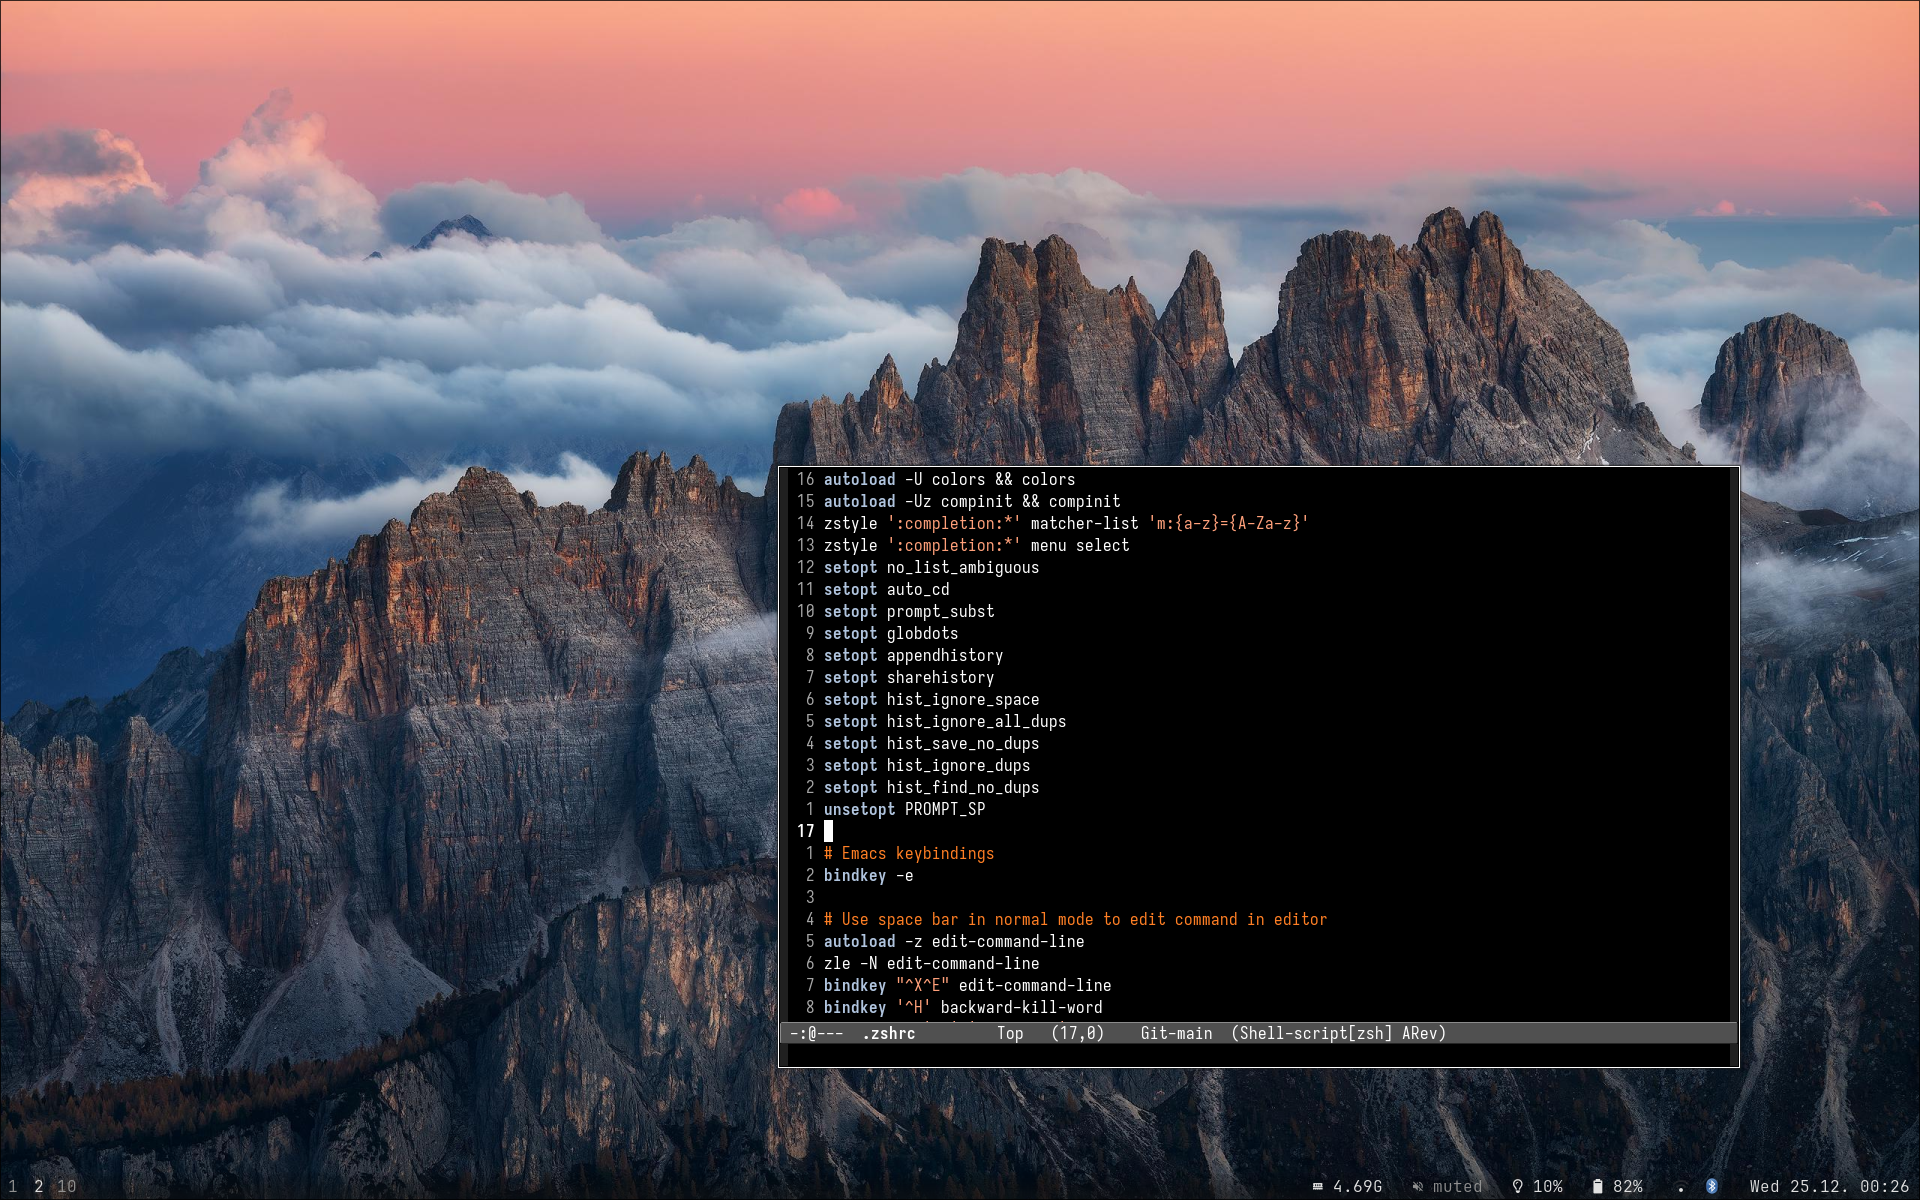 16 autoload -U colors && colors
15 autoload -Uz compinit && compinit
14 zstyle ':completion:*' matcher-list 'm:{a-z}={A-Za-z}'
13 zstyle ':completion:*' menu select
12 setopt no_list_ambiguous
11 setopt auto_cd
10 setopt prompt_subst
9 setopt globdots
8 setopt appendhistory
7 setopt sharehistory
6 setopt hist_ignore_space
5 setopt hist_ignore_all_dups
4 setopt hist_save_no_dups
3 setopt hist_ignore_dups
2 setopt hist_find_no_dups
1 unsetopt PROMPT_SP
17
1 # Emacs keybindings
2 bindkey -e
3
4 # Use space bar in normal mode to edit command in editor
5 autoload -z edit-command-line
6 zle -N edit-command-line
7 bindkey "^X^E" edit-command-line
8 bindkey '^H' backward-kill-word
-:@--- .zshrc Top (17,0) Git-main (Shell-script[zsh] ARev)
1 2 10 4.69G muted 10% 82% Wed 25.12. 00:26